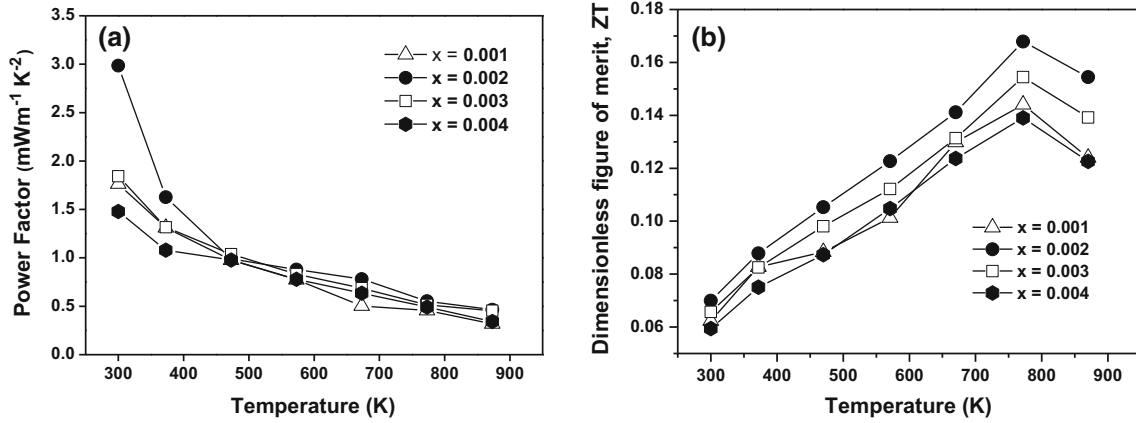 (a)
x = 0.001
x = 0.002
x = 0.003
x = 0.004
Power Factor (mWm⁻¹ K⁻²)
3.5
3.0
2.5
2.0
1.5
1.0
0.5
0.0
300 400 500 600 700 800 900
Temperature (K)
(b)
x = 0.001
x = 0.002
x = 0.003
x = 0.004
Dimensionless figure of merit, ZT
0.18
0.16
0.14
0.12
0.10
0.08
0.06
300 400 500 600 700 800 900
Temperature (K)